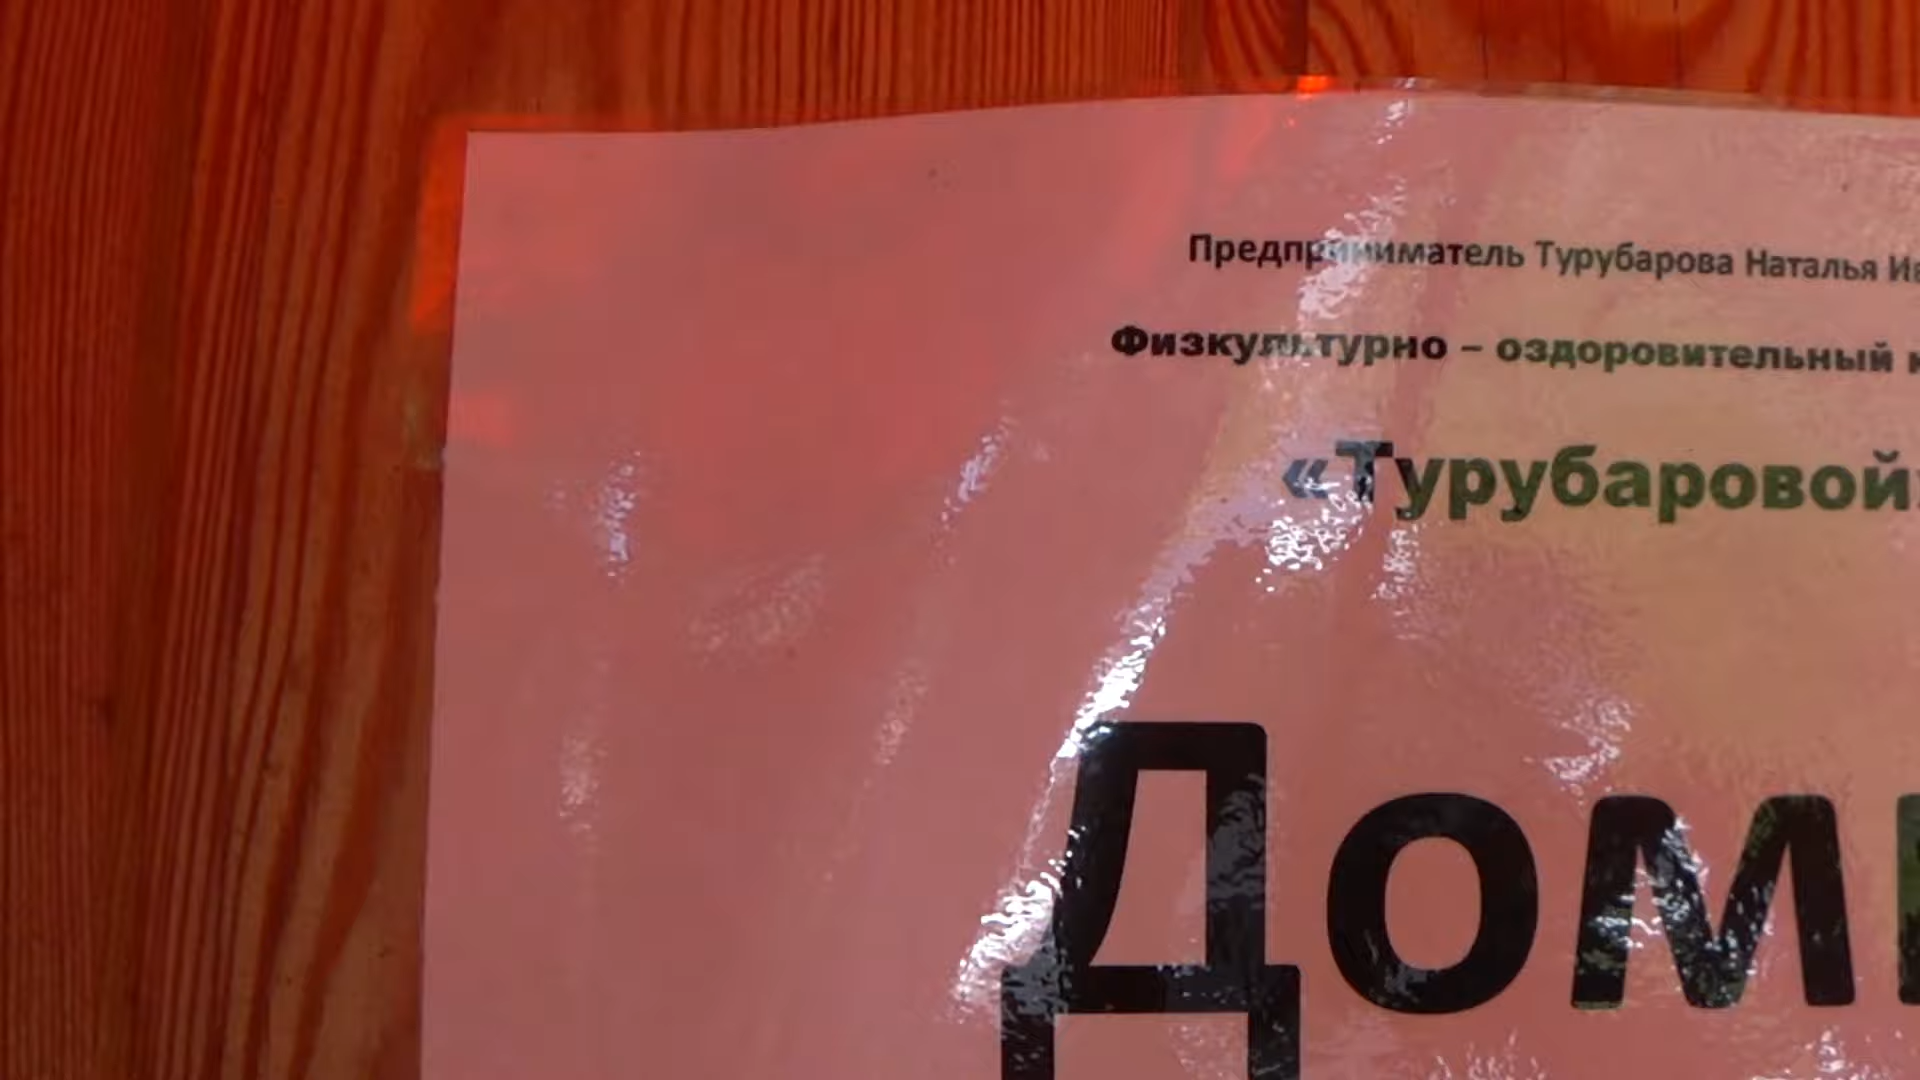 Предприниматель Турубарова Наталья
Физкультурно – оздоровительный
«Турубаровой»
Дом